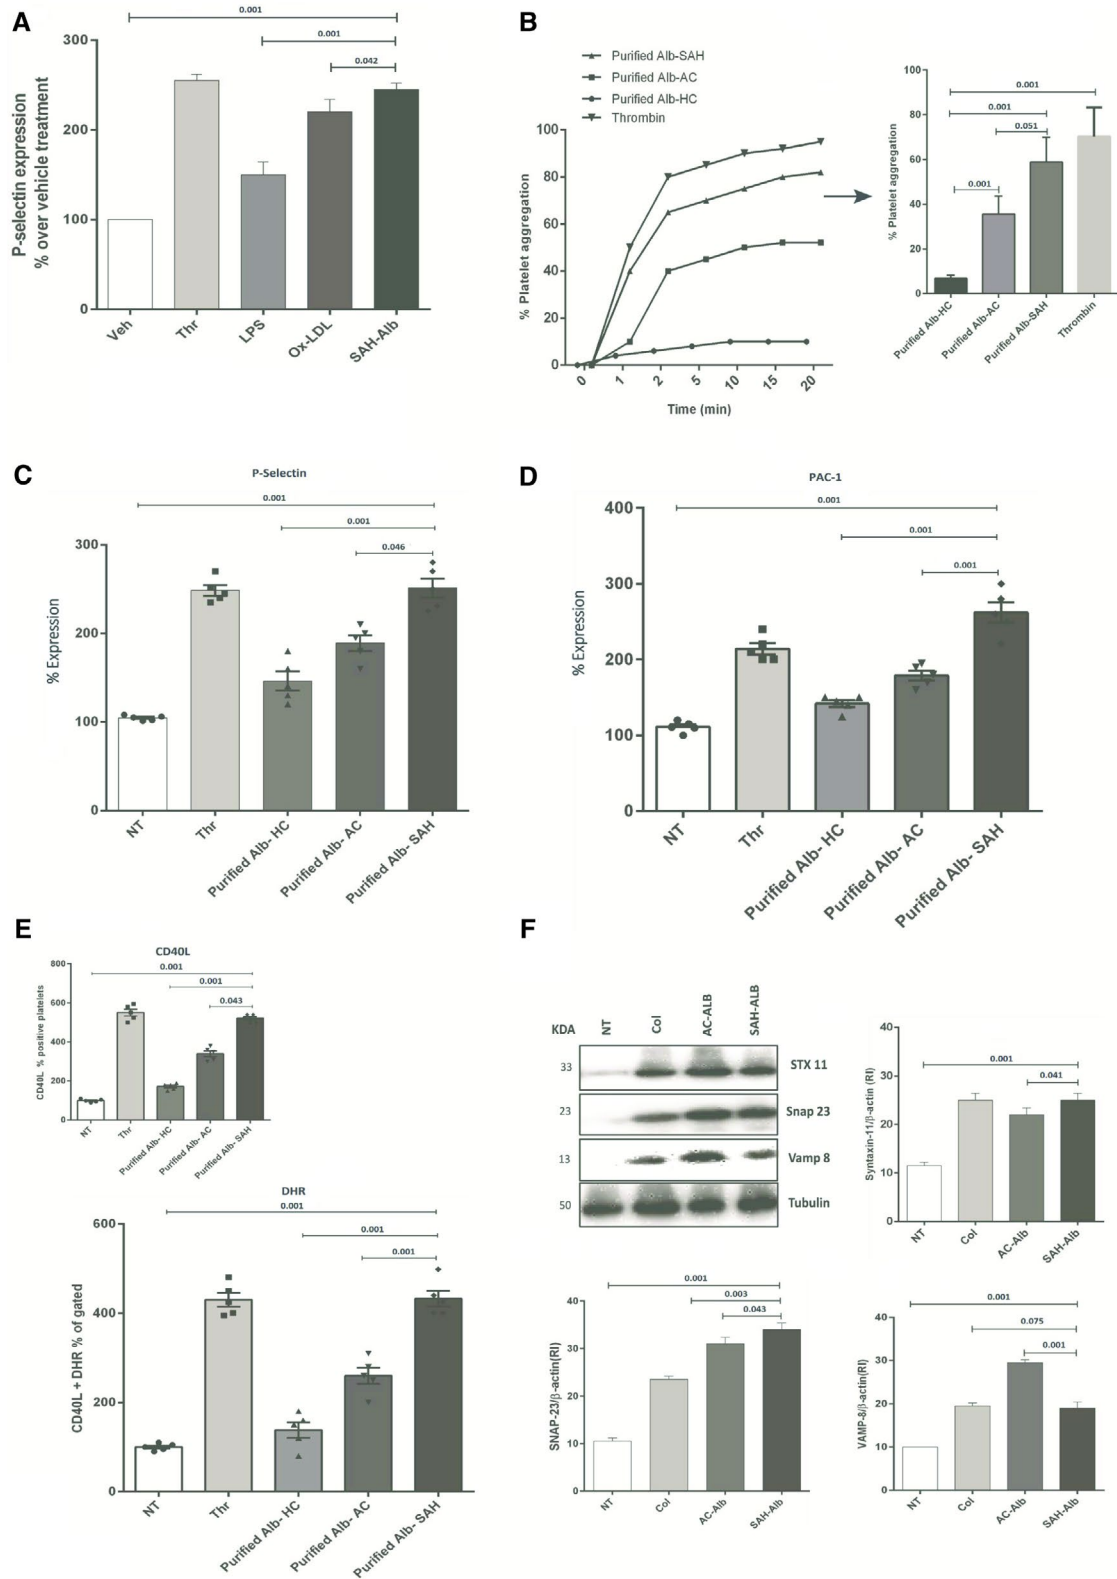 A
0.001
0.001
0.042
P-selectin expression
% over vehicle treatment
300
200
100
0
Veh
Thr
LPS
Ox-LDL
SAH-Alb
B
Purified Alb-SAH
Purified Alb-AC
Purified Alb-HC
Thrombin
% Platelet aggregation
100
80
60
40
20
0
0
1
2
5
10
15
20
Time (min)
% Platelet aggregation
100
80
60
40
20
0
0.001
0.001
0.051
0.001
Purified Alb-HC
Purified Alb-AC
Purified Alb-SAH
Thrombin
C
P-Selectin
0.001
0.001
0.046
% Expression
300
200
100
0
NT
Thr
Purified Alb- HC
Purified Alb- AC
Purified Alb- SAH
D
PAC-1
0.001
0.001
0.001
% Expression
400
300
200
100
0
NT
Thr
Purified Alb- HC
Purified Alb- AC
Purified Alb- SAH
E
CD40L
0.001
0.001
0.043
CD40L % positive platelets
800
600
400
200
0
NT
Thr
Purified Alb- HC
Purified Alb- AC
Purified Alb- SAH
DHR
0.001
0.001
0.001
CD40L + DHR % of gated
600
400
200
0
NT
Thr
Purified Alb- HC
Purified Alb- AC
Purified Alb- SAH
F
KDA
NT
Col
AC-ALB
SAH-ALB
33
STX 11
23
Snap 23
13
Vamp 8
50
Tubulin
Syntaxin-11/β-actin (RI)
40
30
20
10
0
0.001
0.041
NT
Col
AC-Alb
SAH-Alb
SNAP-23/β-actin(RI)
40
30
20
10
0
0.001
0.003
0.043
NT
Col
AC-Alb
SAH-Alb
VAMP-8/β-actin(RI)
40
30
20
10
0
0.001
0.075
0.001
NT
Col
AC-Alb
SAH-Alb